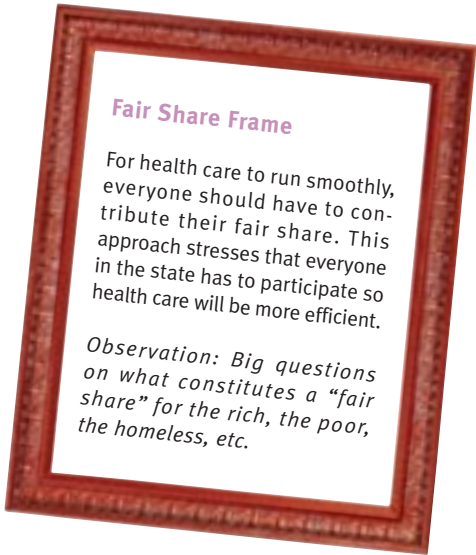 Fair Share Frame
For health care to run smoothly,
everyone should have to con-
tribute their fair share. This
approach stresses that everyone
in the state has to participate so
health care will be more efficient.
Observation: Big questions
on what constitutes a “fair
share” for the rich, the poor,
the homeless, etc.